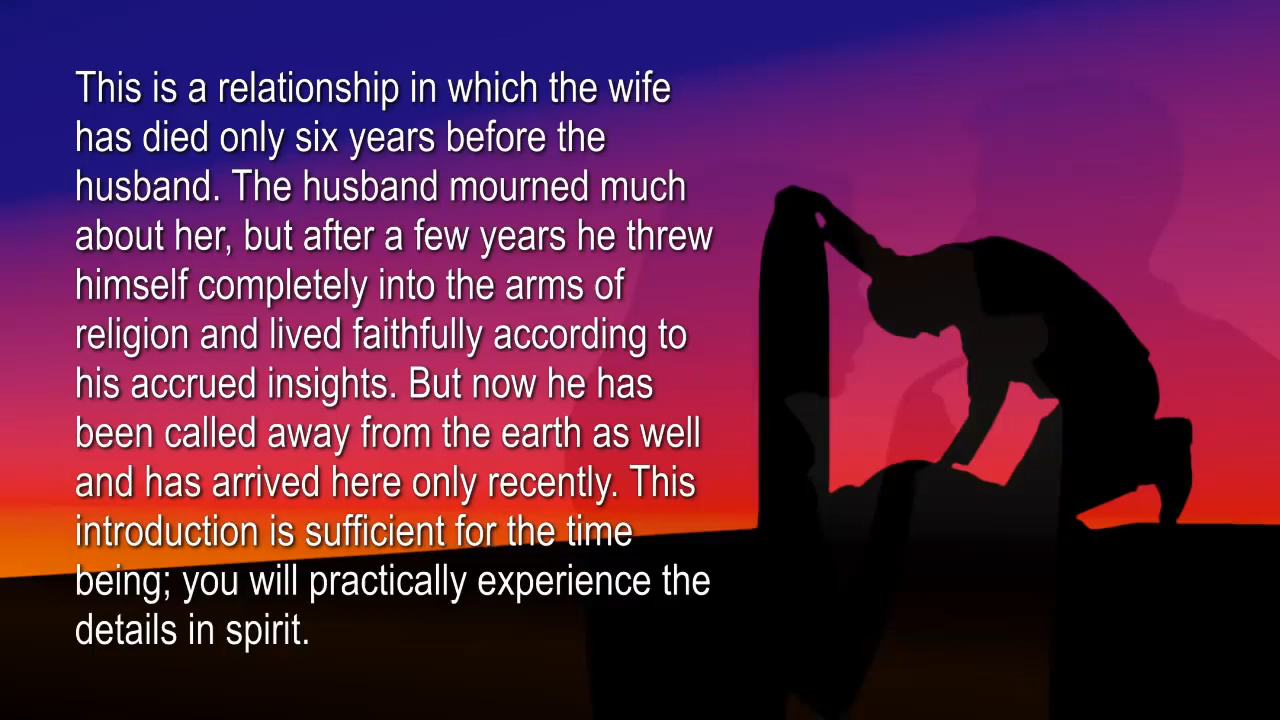 This is a relationship in which the wife
has died only six years before the
husband. The husband mourned much
about her, but after a few years he threw
himself completely into the arms of
religion and lived faithfully according to
his accrued insights. But now he has
been called away from the earth as well
and has arrived here only recently. This
introduction is sufficient for the time
being; you will practically experience the
details in spirit.